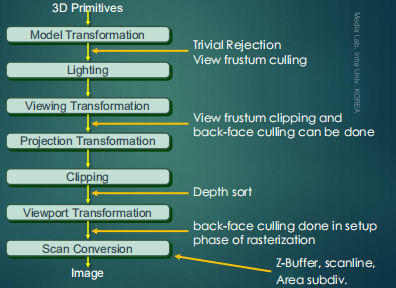 3D Primitives
Model Transformation
Trivial Rejection
View frustum culling
Lighting
Viewing Transformation
View frustum clipping and
back-face culling can be done
Projection Transformation
Clipping
Depth sort
Viewport Transformation
back-face culling done in setup
phase of rasterization
Scan Conversion
Z-Buffer, scanline,
Area subdiv.
Image
Media Lab. Inha Univ. KOREA